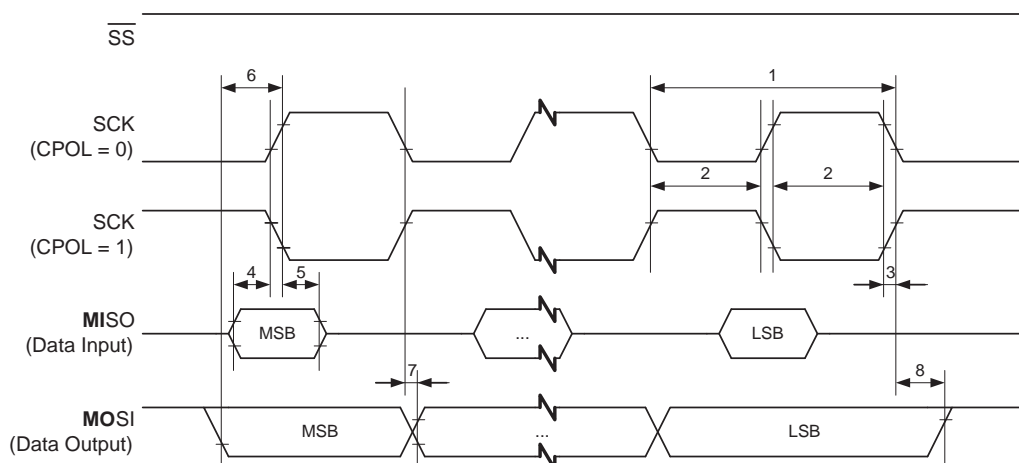 SS
6
1
SCK
(CPOL = 0)
2
2
SCK
(CPOL = 1)
4
5
3
MISO
(Data Input)
MSB
...
LSB
7
8
MOSI
(Data Output)
MSB
...
LSB